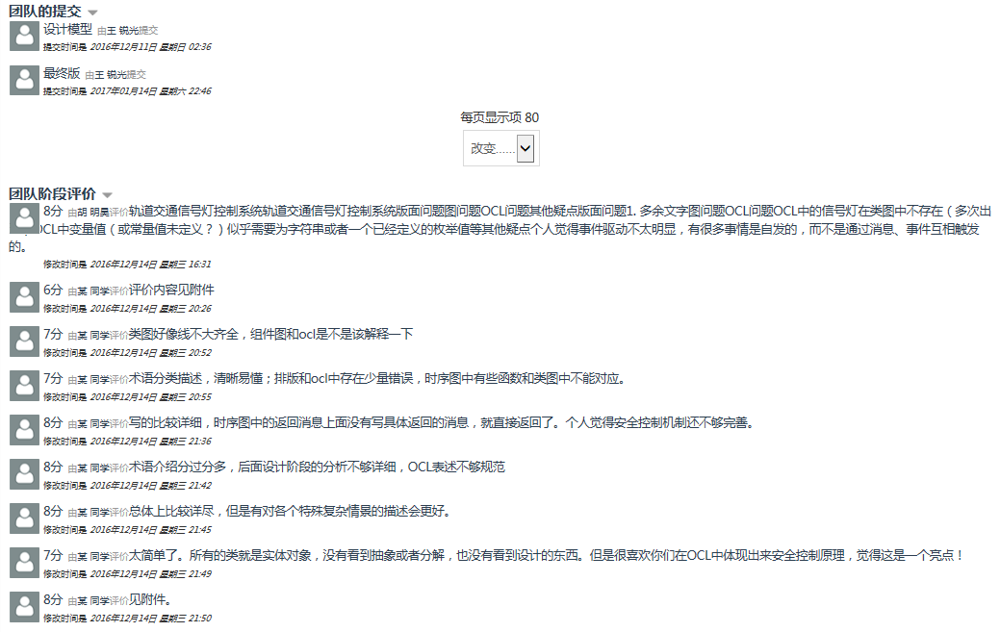 团队的提交
设计模型 由王 锐光提交
提交时间是 2016年12月11日 星期日 02:36
最终版 由王 锐光提交
提交时间是 2017年01月14日 星期六 22:46
每页显示项 80
改变……
团队阶段评价
8分 由胡 明昊评价轨道交通信号灯控制系统轨道交通信号灯控制系统版面问题图问题OCL问题其他疑点版面问题1. 多余文字图问题OCL问题OCL中的信号灯在类图中不存在（多次出
OCL中变量值（或常量值未定义？）似乎需要为字符串或者一个已经定义的枚举值等其他疑点个人觉得事件驱动不太明显，有很多事情是自发的，而不是通过消息、事件互相触发
的。
修改时间是 2016年12月14日 星期三 16:31
6分 由某 同学评价评价内容见附件
修改时间是 2016年12月14日 星期三 20:26
7分 由某 同学评价类图好像线不大齐全，组件图和ocl是不是该解释一下
修改时间是 2016年12月14日 星期三 20:52
7分 由某 同学评价术语分类描述，清晰易懂；排版和ocl中存在少量错误，时序图中有些函数和类图中不能对应。
修改时间是 2016年12月14日 星期三 20:55
8分 由某 同学评价写的比较详细，时序图中的返回消息上面没有写具体返回的消息，就直接返回了。个人觉得安全控制机制还不够完善。
修改时间是 2016年12月14日 星期三 21:36
8分 由某 同学评价术语介绍分过分多，后面设计阶段的分析不够详细，OCL表述不够规范
修改时间是 2016年12月14日 星期三 21:42
8分 由某 同学评价总体上比较详尽，但是有对各个特殊复杂情景的描述会更好。
修改时间是 2016年12月14日 星期三 21:45
7分 由某 同学评价太简单了。所有的类就是实体对象，没有看到抽象或者分解，也没有看到设计的东西。但是很喜欢你们在OCL中体现出来安全控制原理，觉得这是一个亮点！
修改时间是 2016年12月14日 星期三 21:49
8分 由某 同学评价见附件。
修改时间是 2016年12月14日 星期三 21:50